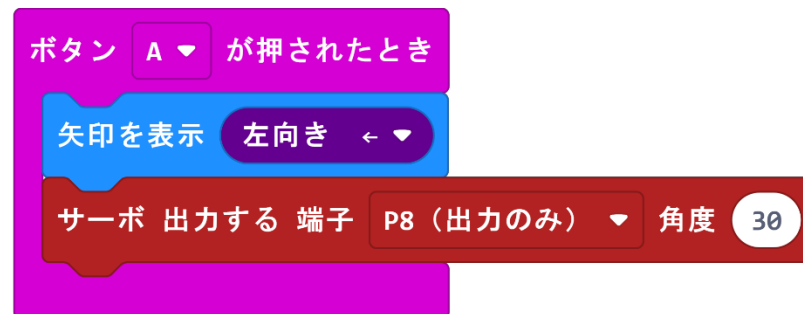 ボタン A が押されたとき
矢印を表示 左向き ←
サーボ 出力する 端子 P8（出力のみ） 角度 30